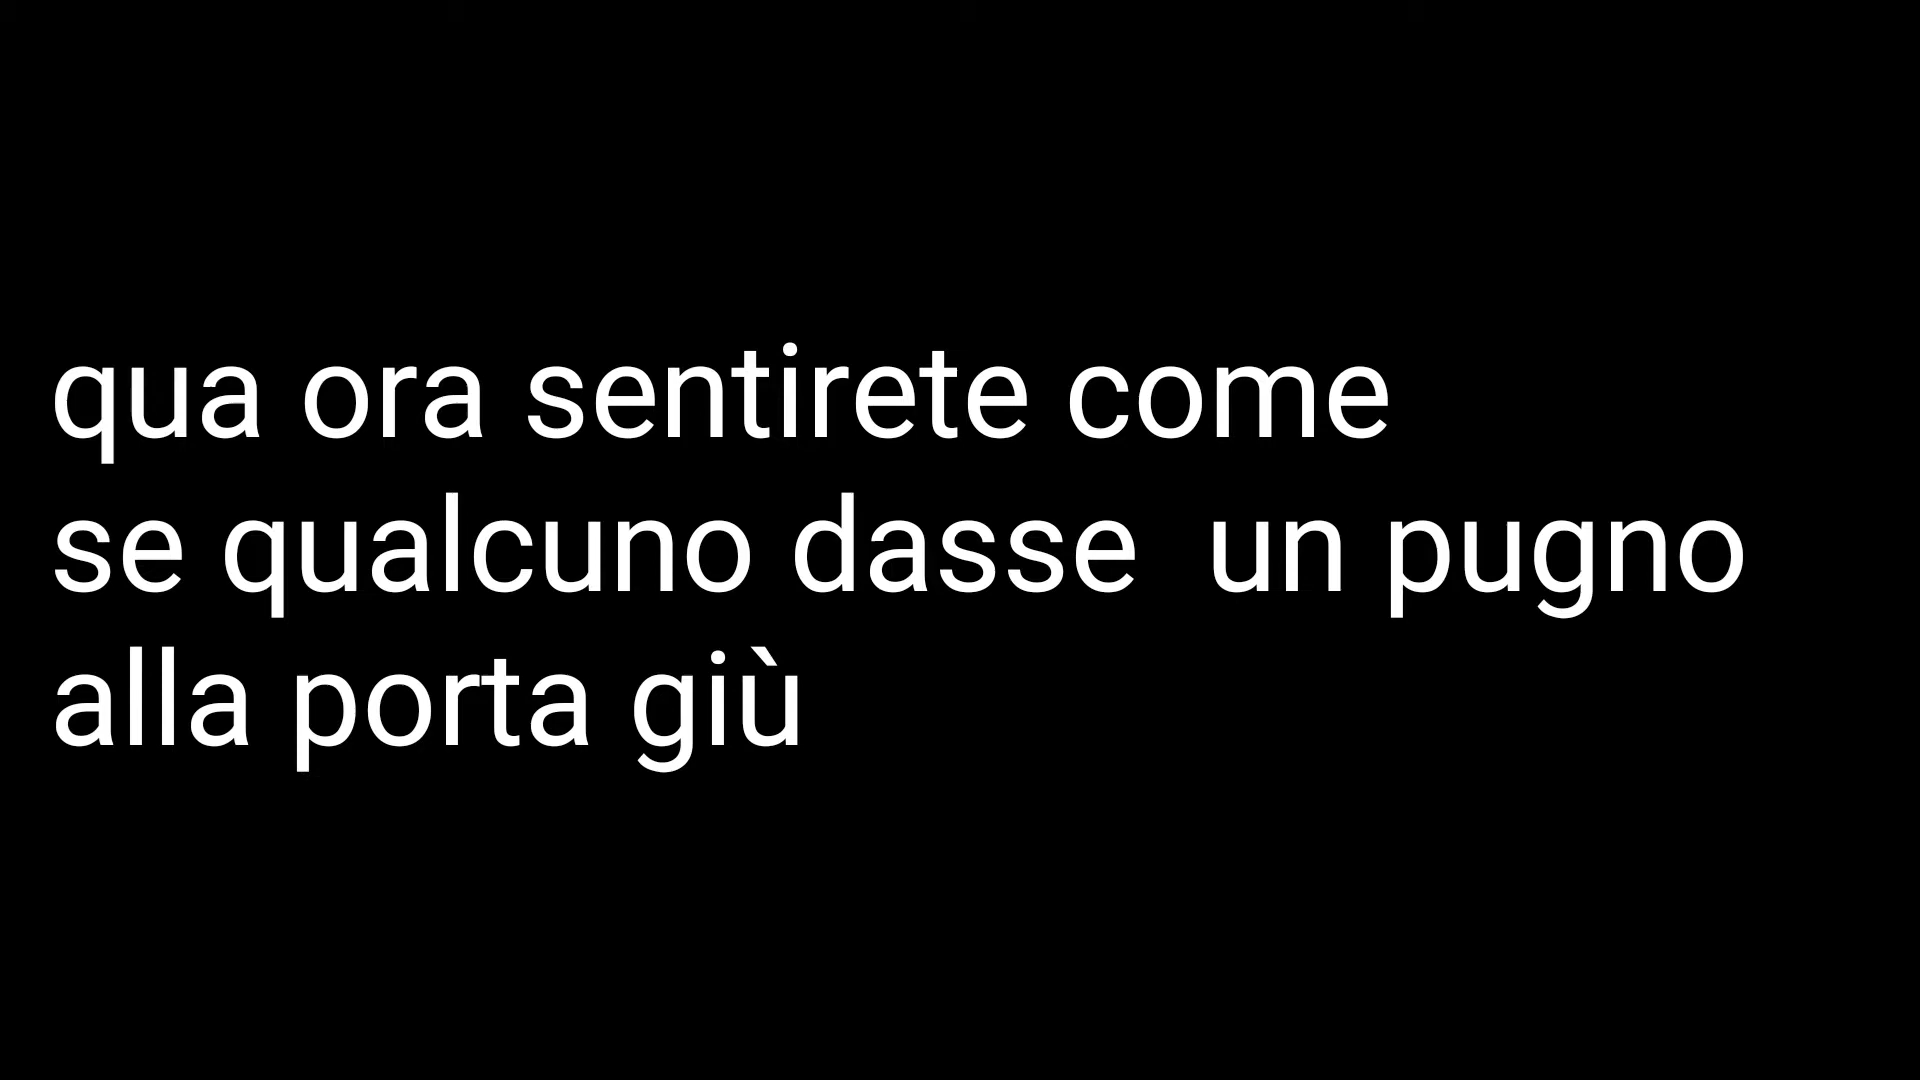 qua ora sentirete come
se qualcuno dasse  un pugno
alla porta giù